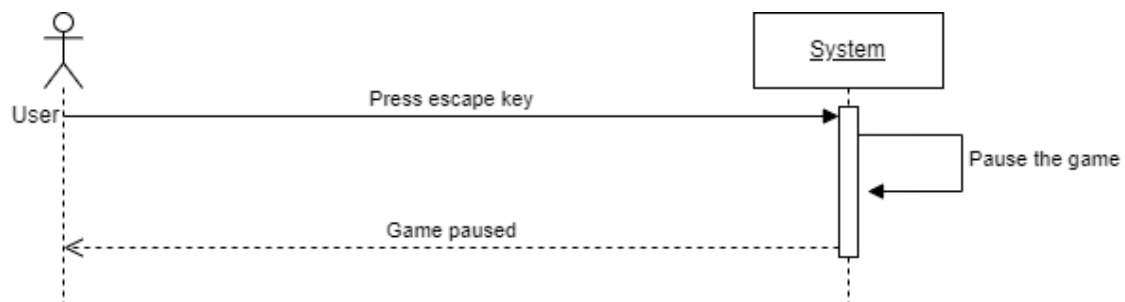 System
Press escape key
User
Pause the game
Game paused